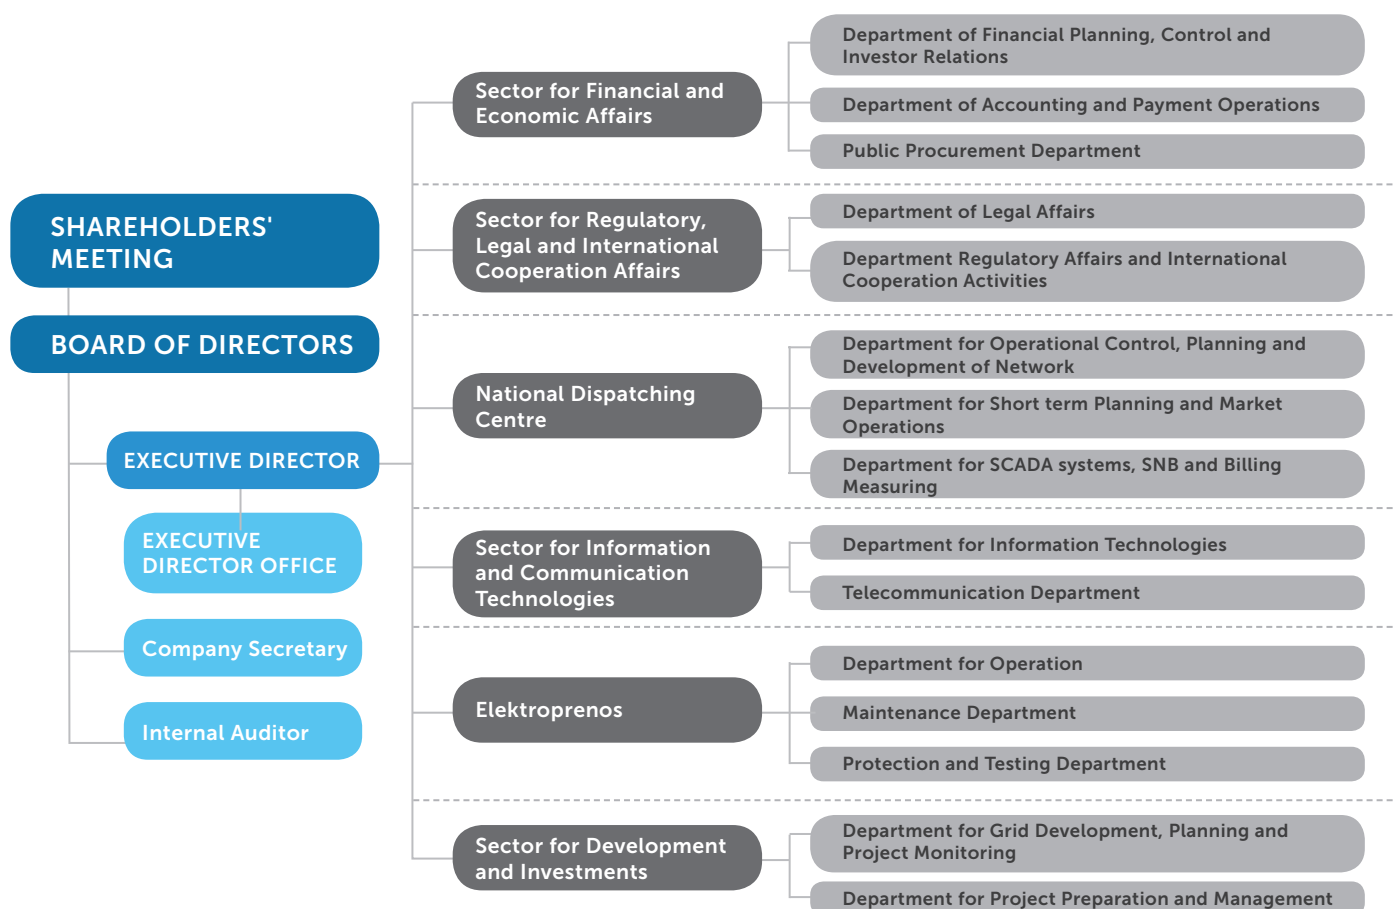 SHAREHOLDERS'
MEETING
BOARD OF DIRECTORS
EXECUTIVE DIRECTOR
EXECUTIVE
DIRECTOR OFFICE
Company Secretary
Internal Auditor
Sector for Financial and
Economic Affairs
Department of Financial Planning, Control and
Investor Relations
Department of Accounting and Payment Operations
Public Procurement Department
Sector for Regulatory,
Legal and International
Cooperation Affairs
Department of Legal Affairs
Department Regulatory Affairs and International
Cooperation Activities
National Dispatching
Centre
Department for Operational Control, Planning and
Development of Network
Department for Short term Planning and Market
Operations
Department for SCADA systems, SNB and Billing
Measuring
Sector for Information
and Communication
Technologies
Department for Information Technologies
Telecommunication Department
Elektroprenos
Department for Operation
Maintenance Department
Protection and Testing Department
Sector for Development
and Investments
Department for Grid Development, Planning and
Project Monitoring
Department for Project Preparation and Management